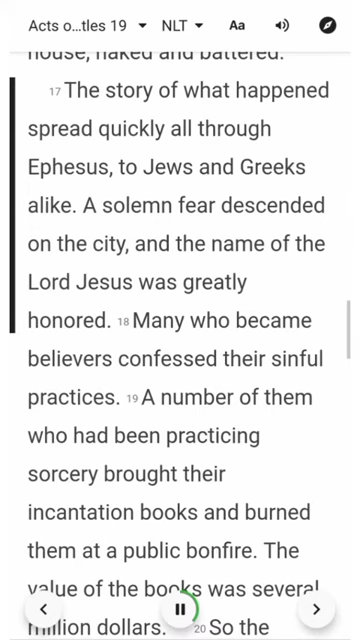 Acts o...tles 19 NLT Aa
house, naked and battered.
17 The story of what happened
spread quickly all through
Ephesus, to Jews and Greeks
alike. A solemn fear descended
on the city, and the name of the
Lord Jesus was greatly
honored. 18 Many who became
believers confessed their sinful
practices. 19 A number of them
who had been practicing
sorcery brought their
incantation books and burned
them at a public bonfire. The
value of the books was several
million dollars. 20 So the